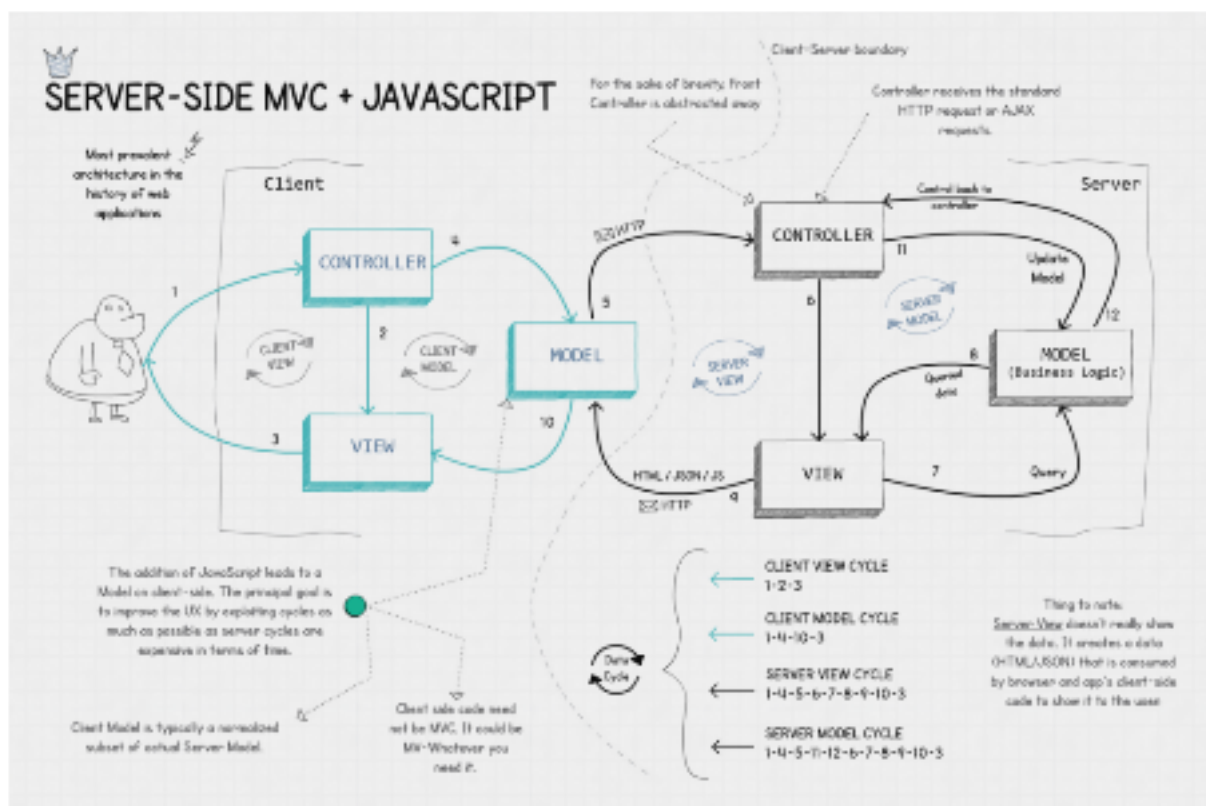 SERVER-SIDE MVC + JAVASCRIPT
Most prevalent
architecture in the
history of web
applications
For the sake of brevity, Front
Controller is abstracted away
Client-Server boundary
Controller receives the standard
HTTP request or AJAX
requests.
Client
Server
CONTROLLER
1
2
3
4
VIEW
CLIENT
VIEW
CLIENT
MODEL
MODEL
10
HTTP
5
CONTROLLER
Control back to
controller
11
Update
Model
12
6
SERVER
MODEL
SERVER
VIEW
MODEL
(Business Logic)
8
Queried
data
VIEW
7
Query
HTML / JSON / JS
HTTP
9
The addition of JavaScript leads to a
Model on client-side. The principal goal is
to improve the UX by exploiting cycles as
much as possible as server cycles are
expensive in terms of time.
Client Model is typically a normalized
subset of actual Server Model.
Client side code need
not be MVC. It could be
MV-Whatever you
need it.
Data
Cycle
CLIENT VIEW CYCLE
1-2-3
CLIENT MODEL CYCLE
1-4-10-3
SERVER VIEW CYCLE
1-4-5-6-7-8-9-10-3
SERVER MODEL CYCLE
1-4-5-11-12-6-7-8-9-10-3
Thing to note:
Server-View doesn't really show
the data. It creates a data
(HTML/JSON) that is consumed
by browser and app's client-side
code to show it to the user.